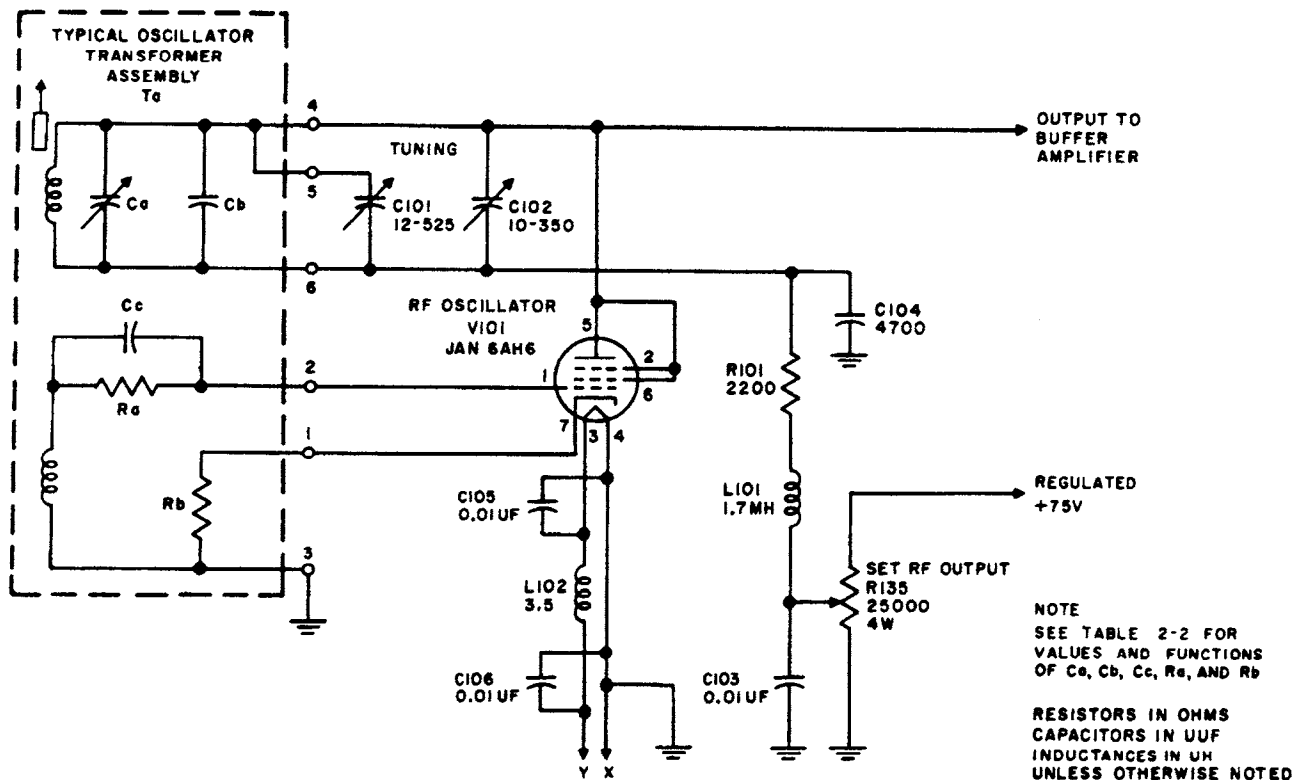 TYPICAL OSCILLATOR
TRANSFORMER
ASSEMBLY
Ta
4
OUTPUT TO
BUFFER
AMPLIFIER
TUNING
5
Ca
Cb
C101
12-525
C102
10-350
6
Cc
RF OSCILLATOR
V101
JAN 6AH6
5
2
1
6
7
3
4
C104
4700
R101
2200
2
Ra
1
Rb
3
C105
0.01UF
L101
1.7MH
REGULATED
+75V
L102
3.5
SET RF OUTPUT
R135
25000
4W
C106
0.01UF
C103
0.01UF
Y
X
NOTE
SEE TABLE 2-2 FOR
VALUES AND FUNCTIONS
OF Ca, Cb, Cc, Ra, AND Rb
RESISTORS IN OHMS
CAPACITORS IN UUF
INDUCTANCES IN UH
UNLESS OTHERWISE NOTED